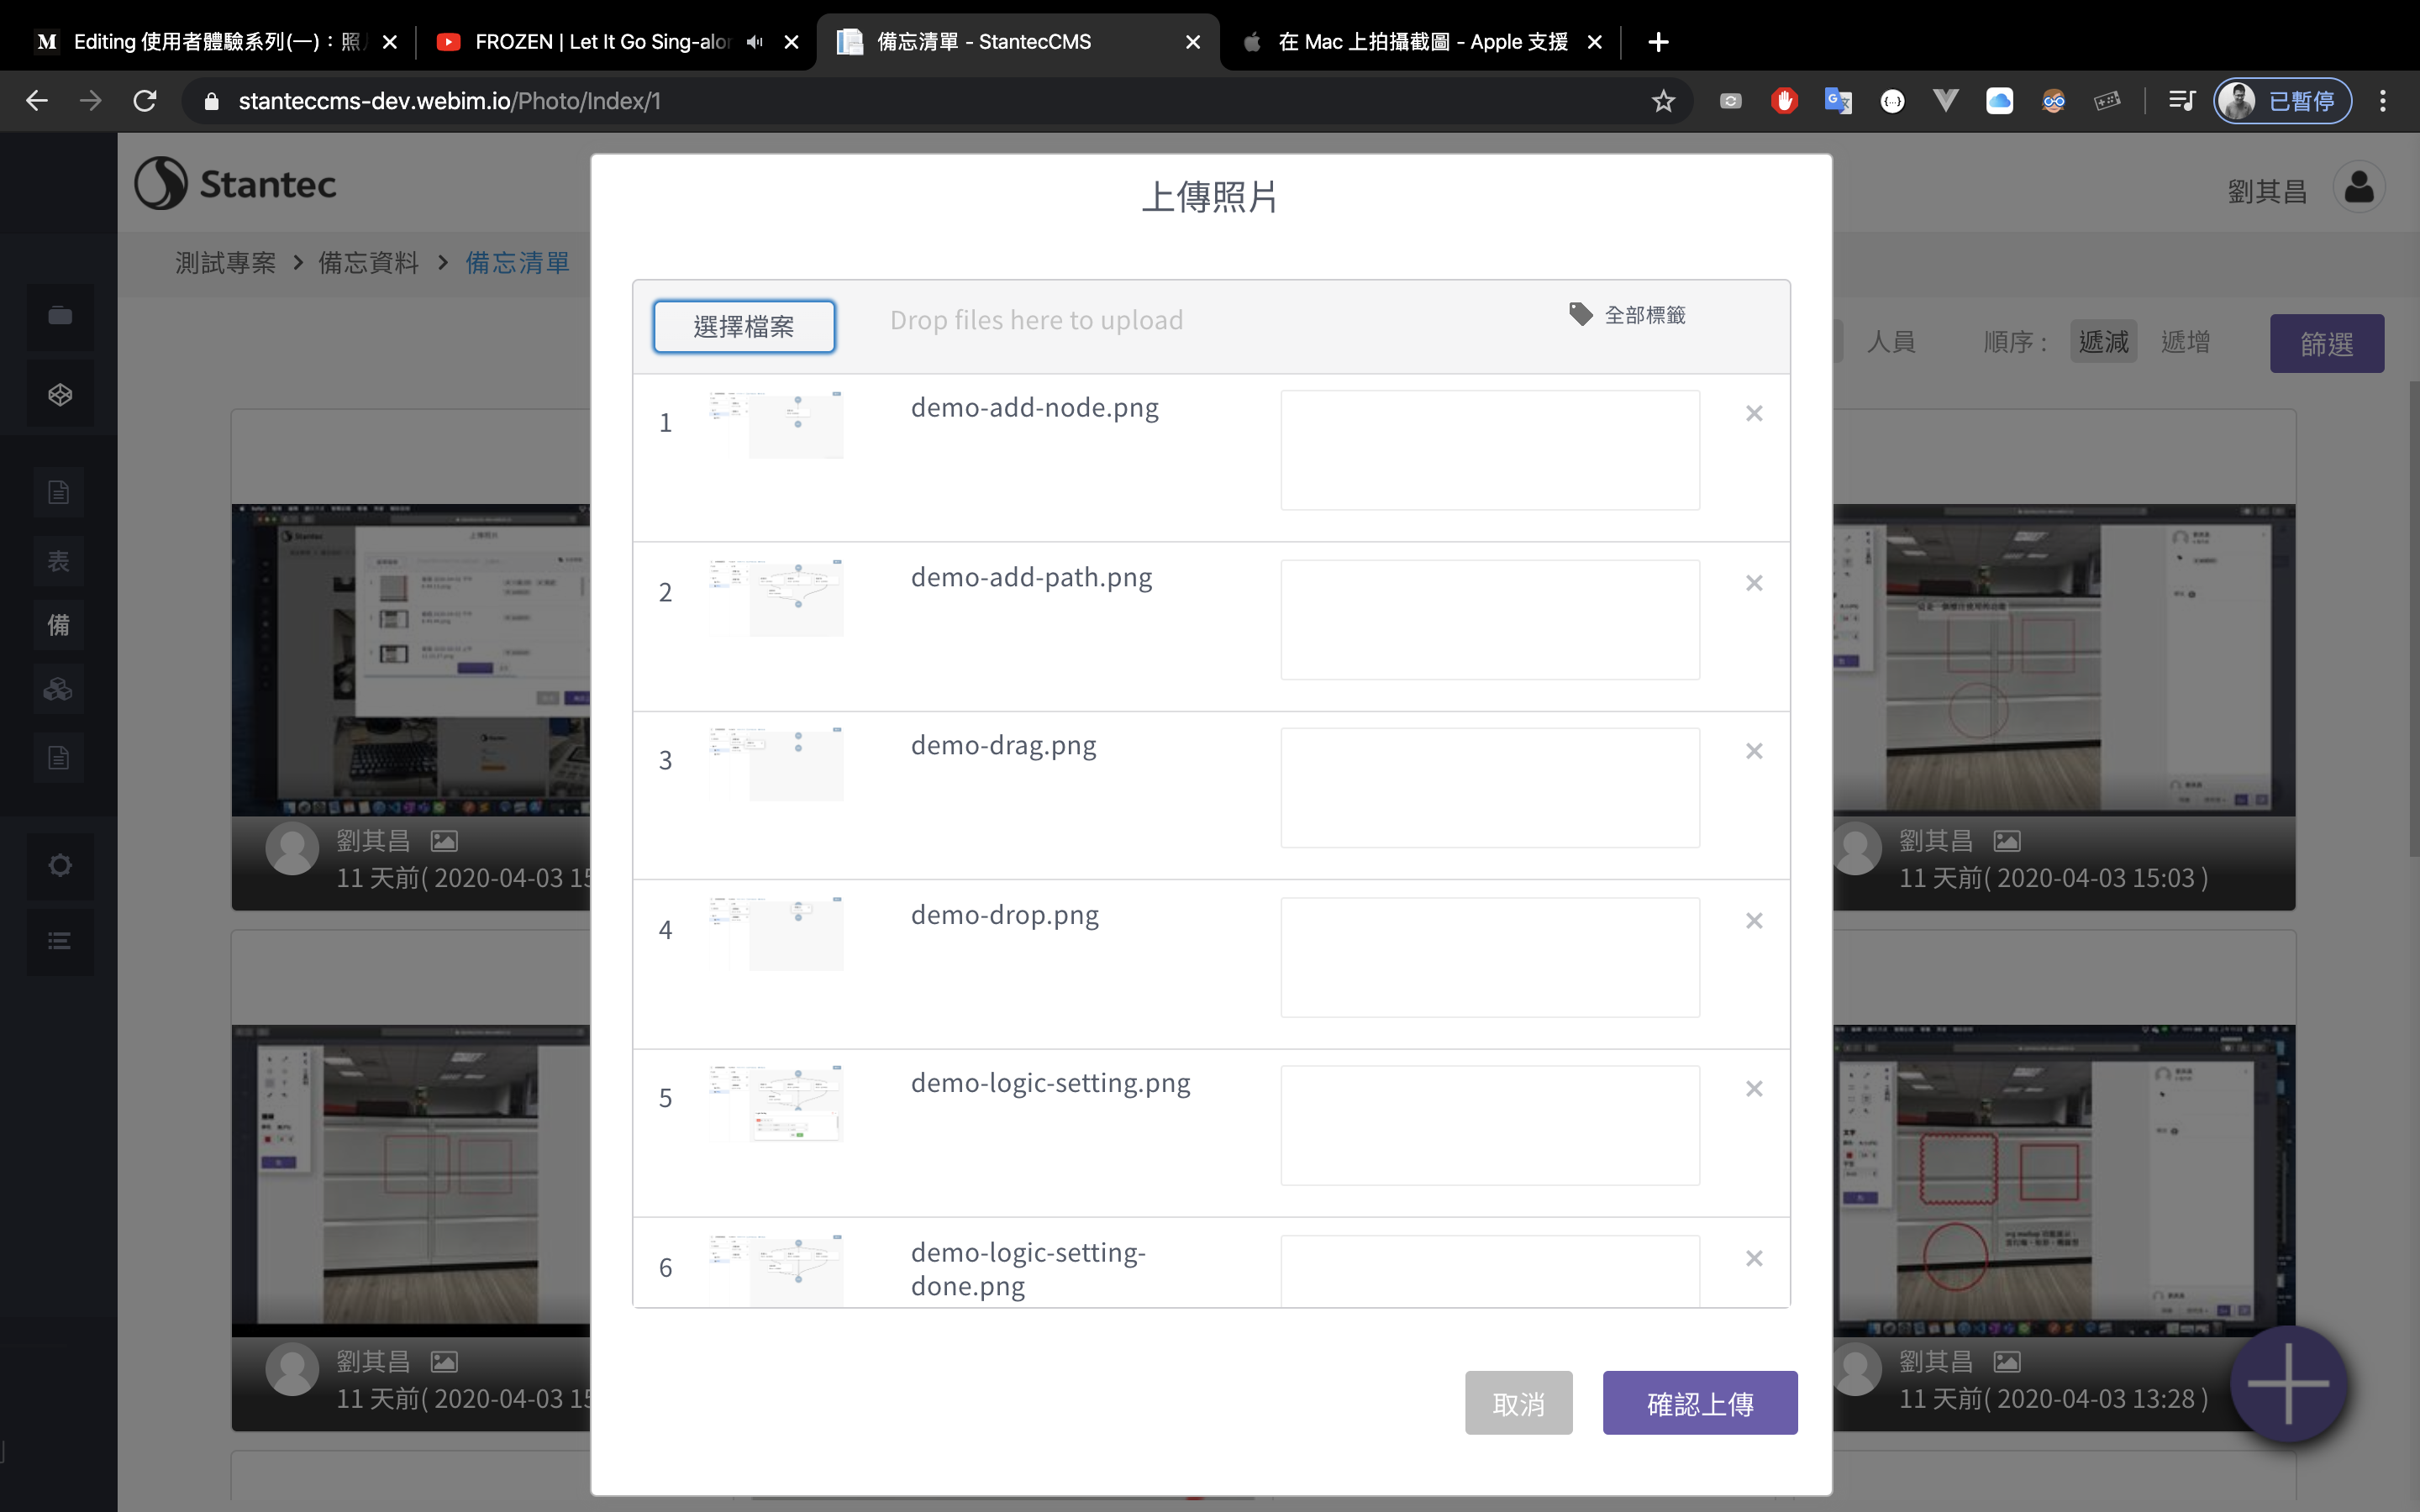 Editing 使用者體驗系列(一)：照
FROZEN | Let It Go Sing-alon
備忘清單 - StantecCMS
在 Mac 上拍攝截圖 - Apple 支援
stanteccms-dev.webim.io/Photo/Index/1
已暫停
Stantec
劉其昌
測試專案 > 備忘資料 > 備忘清單
人員
順序：
遞減
遞增
篩選
表
備
上傳照片
選擇檔案
Drop files here to upload
全部標籤
1
demo-add-node.png
2
demo-add-path.png
3
demo-drag.png
4
demo-drop.png
5
demo-logic-setting.png
6
demo-logic-setting-
done.png
取消
確認上傳
劉其昌
11 天前( 2020-04-03 15
劉其昌
11 天前( 2020-04-03 15:03 )
劉其昌
11 天前( 2020-04-03 15
劉其昌
11 天前( 2020-04-03 13:28 )